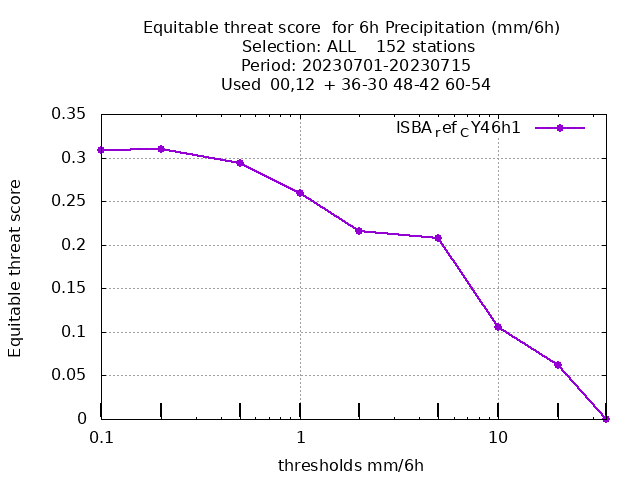 Equitable threat score  for 6h Precipitation (mm/6h)
Selection: ALL    152 stations
Period: 20230701-20230715
Used  00,12  + 36-30 48-42 60-54
ISBAref CY46h1
0.35
0.3
0.25
0.2
0.15
0.1
0.05
0
Equitable threat score
0.1
1
10
thresholds mm/6h